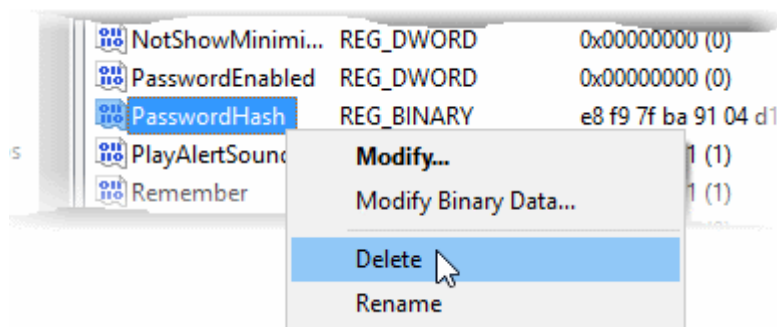 NotShowMinimi... REG_DWORD 0x00000000 (0)
PasswordEnabled REG_DWORD 0x00000000 (0)
PasswordHash REG_BINARY e8 f9 7f ba 91 04 d1
PlayAlertSound 1 (1)
Remember 1 (1)
Modify...
Modify Binary Data...
Delete
Rename